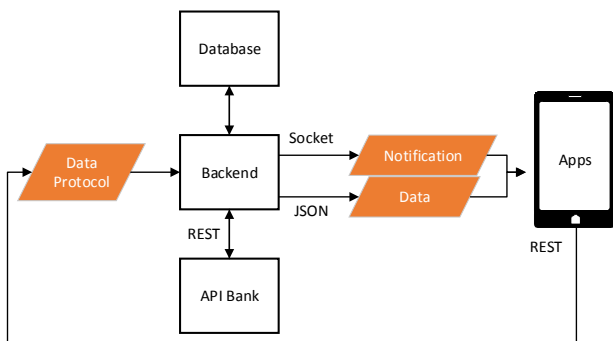 Database
Socket
Notification
Data
Protocol
Backend
Apps
Data
JSON
REST
REST
API Bank